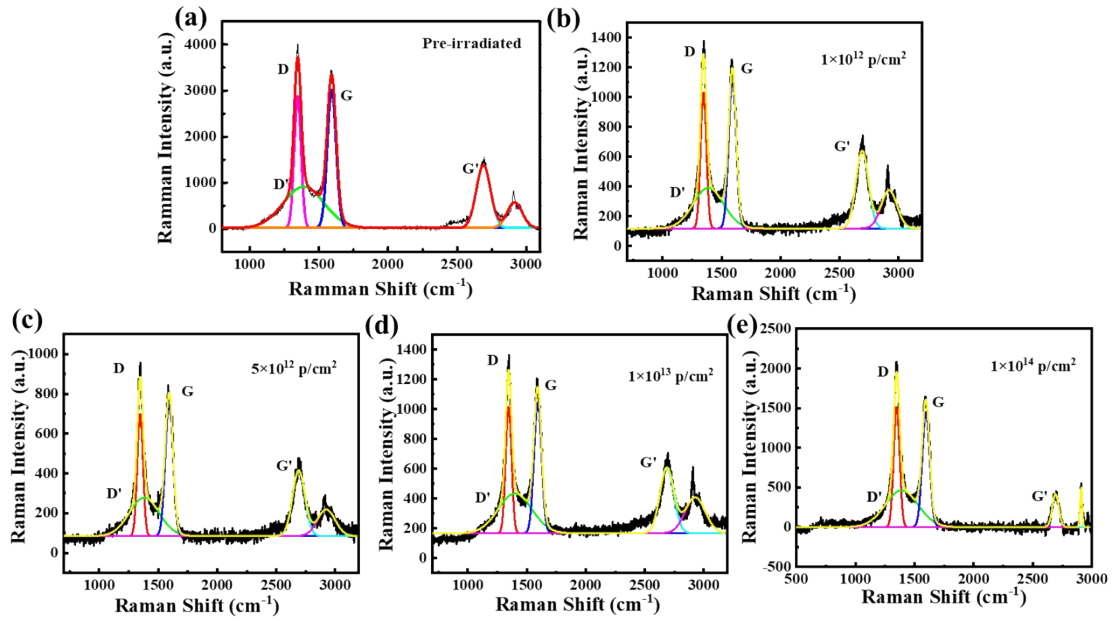 (a)
Pre-irradiated
D
G
D'
G'
4000
3000
2000
1000
0
1000
1500
2000
2500
3000
Ramman Intensity (a.u.)
Ramman Shift (cm-1)
(b)
1×10¹² p/cm²
D
G
D'
G'
1400
1200
1000
800
600
400
200
0
1000
1500
2000
2500
3000
Raman Intensity (a.u.)
Raman Shift (cm-1)
(c)
5×10¹² p/cm²
D
G
D'
G'
1000
800
600
400
200
0
1000
1500
2000
2500
3000
Raman Intensity (a.u.)
Raman Shift (cm-1)
(d)
1×10¹³ p/cm²
D
G
D'
G'
1400
1200
1000
800
600
400
200
0
1000
1500
2000
2500
3000
Raman Intensity (a.u.)
Raman Shift (cm-1)
(e)
1×10¹⁴ p/cm²
D
G
D'
G'
2500
2000
1500
1000
500
0
-500
500
1000
1500
2000
2500
3000
Raman Intensity (a.u.)
Raman Shift (cm-1)